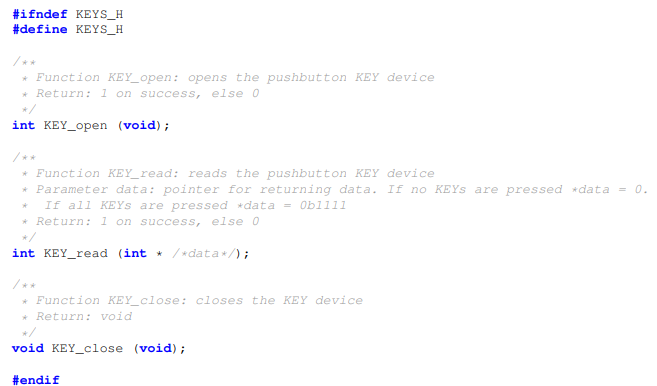 #ifndef KEYS_H
#define KEYS_H
/**
* Function KEY_open: opens the pushbutton KEY device
* Return: 1 on success, else 0
*/
int KEY_open (void);
/**
* Function KEY_read: reads the pushbutton KEY device
* Parameter data: pointer for returning data. If no KEYs are pressed *data = 0.
*  If all KEYs are pressed *data = 0b1111
* Return: 1 on success, else 0
*/
int KEY_read (int * /*data*/);
/**
* Function KEY_close: closes the KEY device
* Return: void
*/
void KEY_close (void);
#endif